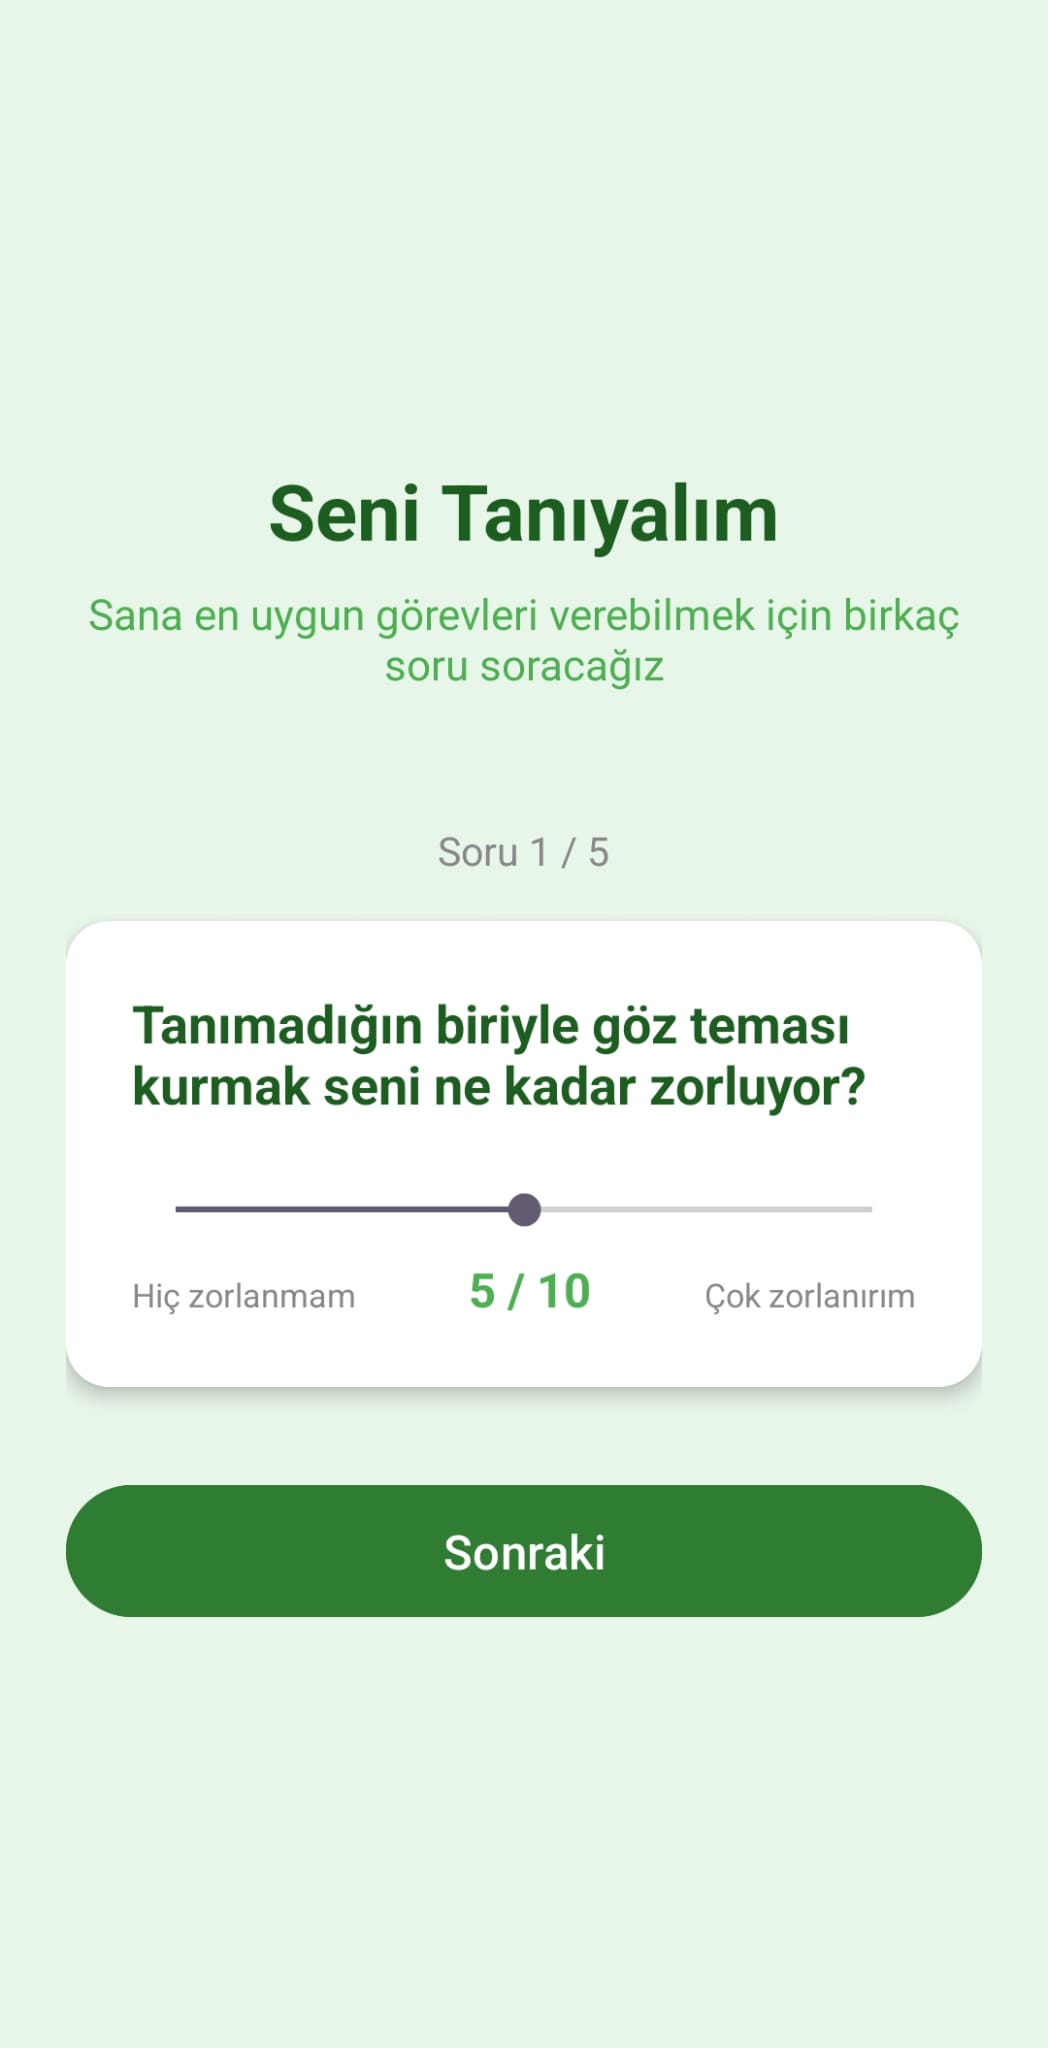 Seni Tanıyalım
Sana en uygun görevleri verebilmek için birkaç
soru soracağız
Soru 1 / 5
Tanımadığın biriyle göz teması
kurmak seni ne kadar zorluyor?
Hiç zorlanmam 5 / 10 Çok zorlanırım
Sonraki